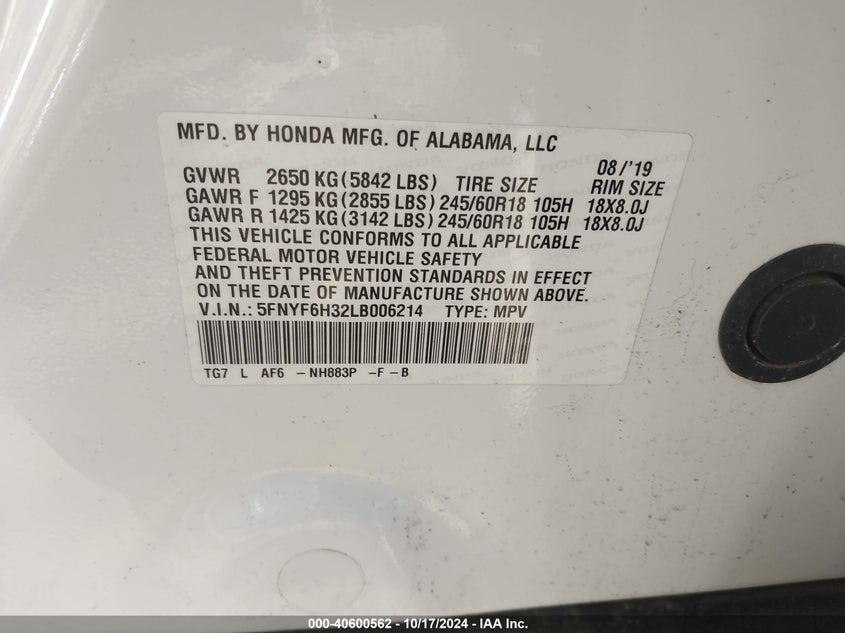 MFD. BY HONDA MFG. OF ALABAMA, LLC
08/'19
GVWR 2650 KG(5842 LBS) TIRE SIZE RIM SIZE
GAWR F 1295 KG(2855 LBS) 245/60R18 105H 18X8.0J
GAWR R 1425 KG(3142 LBS) 245/60R18 105H 18X8.0J
THIS VEHICLE CONFORMS TO ALL APPLICABLE
FEDERAL MOTOR VEHICLE SAFETY
AND THEFT PREVENTION STANDARDS IN EFFECT
ON THE DATE OF MANUFACTURE SHOWN ABOVE.
V.I.N.: 5FNYF6H32LB006214 TYPE: MPV
TG7 L AF6 -NH883P -F-B
000-40600562 - 10/17/2024 - IAA Inc.